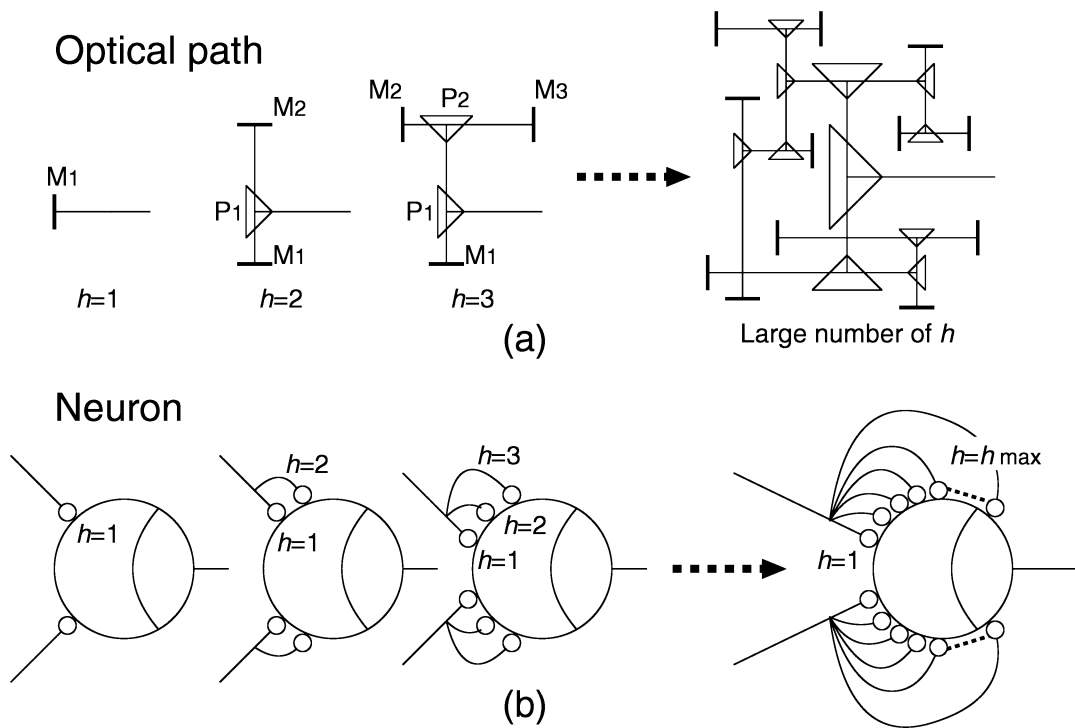 Optical path
M1
h=1
M2
P1
M1
h=2
M2
P2
M3
P1
M1
h=3
Large number of h
(a)
Neuron
h=1
h=2
h=1
h=3
h=2
h=1
h=h max
h=1
(b)